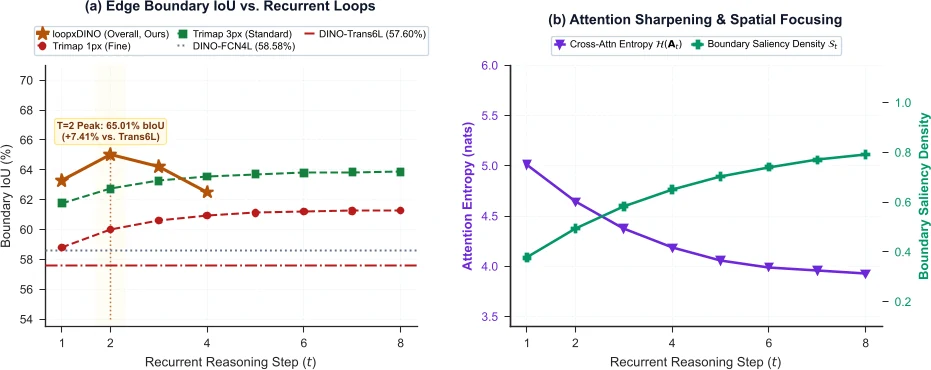 (a) Edge Boundary IoU vs. Recurrent Loops
loopxDINO (Overall, Ours)
Trimap 1px (Fine)
Trimap 3px (Standard)
DINO-FCN4L (58.58%)
DINO-Trans6L (57.60%)
T=2 Peak: 65.01% bIoU
(+7.41% vs. Trans6L)
Boundary IoU (%)
70
68
66
64
62
60
58
56
54
1
2
4
6
8
Recurrent Reasoning Step (t)
(b) Attention Sharpening & Spatial Focusing
Cross-Attn Entropy ℋ(𝐀ₜ)
Boundary Saliency Density 𝒮ₜ
Attention Entropy (nats)
6.0
5.5
5.0
4.5
4.0
3.5
1
2
4
6
8
Recurrent Reasoning Step (t)
1.0
0.8
0.6
0.4
0.2
Boundary Saliency Density